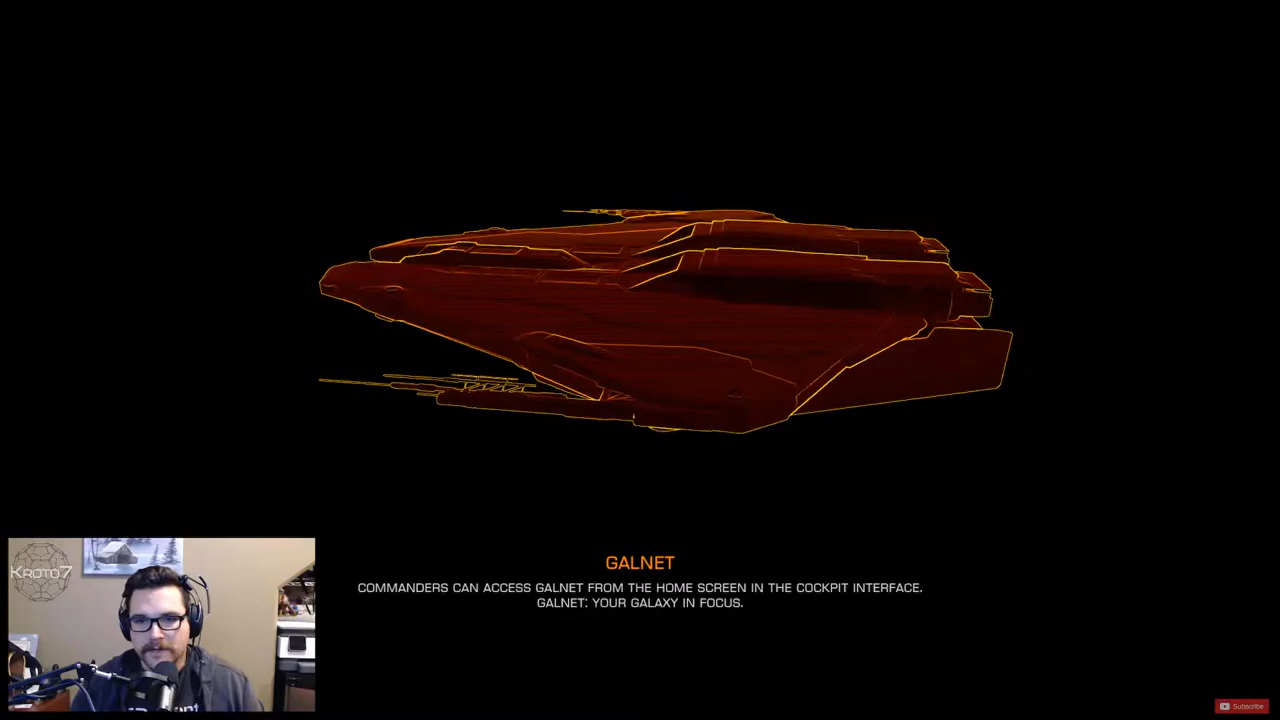 GALNET
COMMANDERS CAN ACCESS GALNET FROM THE HOME SCREEN IN THE COCKPIT INTERFACE.
GALNET: YOUR GALAXY IN FOCUS.
KROTO7
Subscribe